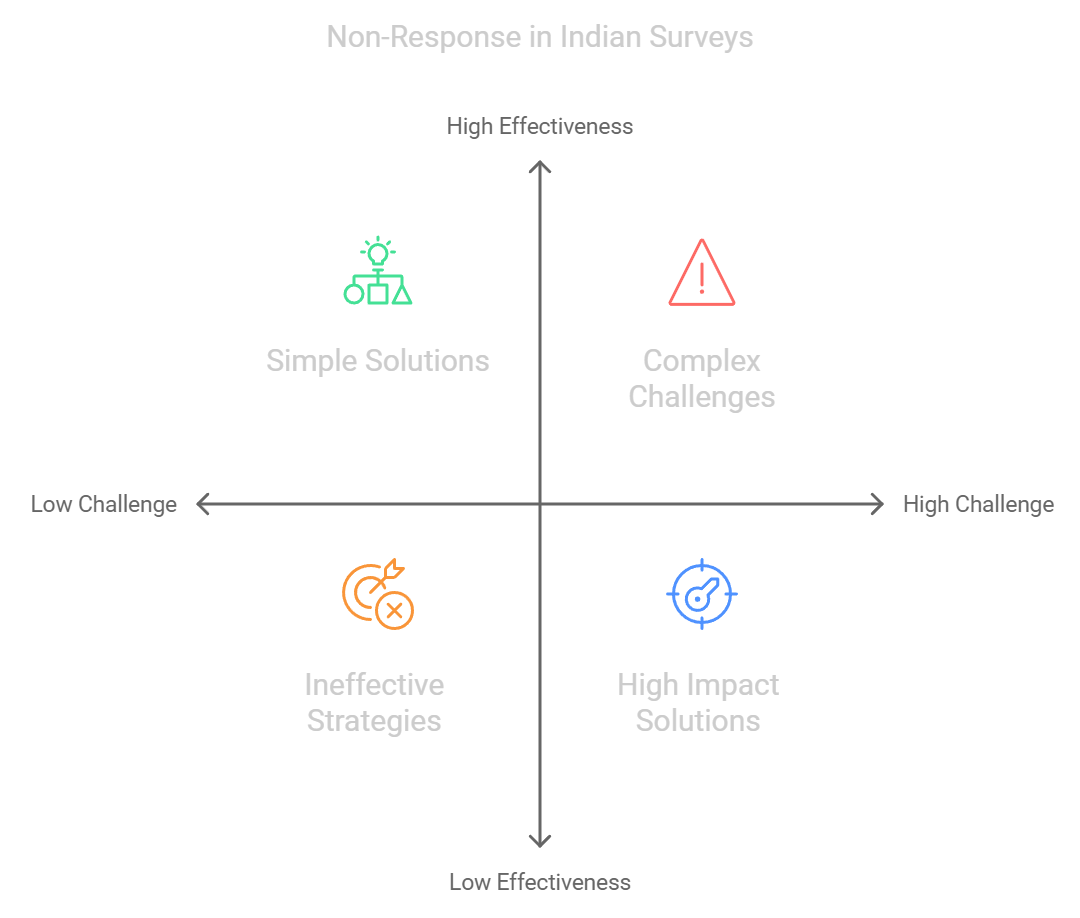 Non-Response in Indian Surveys
High Effectiveness
Simple Solutions
Complex
Challenges
Low Challenge
High Challenge
Ineffective
Strategies
High Impact
Solutions
Low Effectiveness